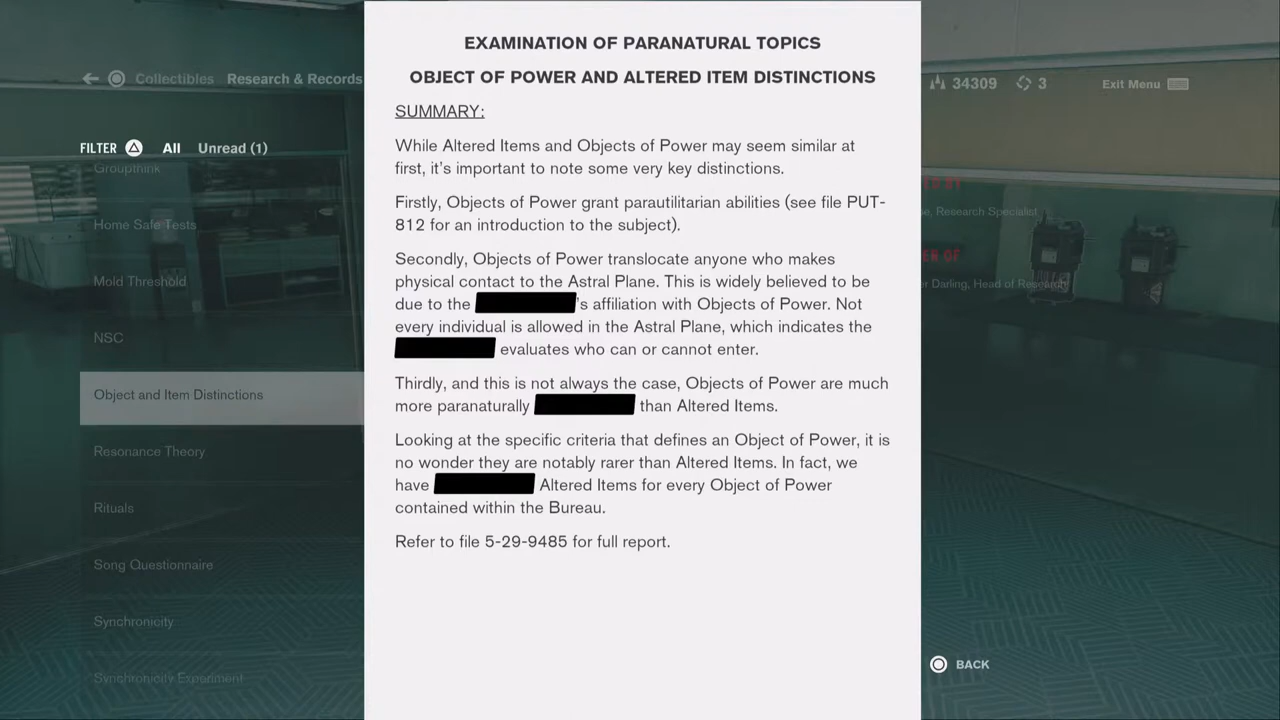 EXAMINATION OF PARANATURAL TOPICS
OBJECT OF POWER AND ALTERED ITEM DISTINCTIONS
SUMMARY:
While Altered Items and Objects of Power may seem similar at
first, it's important to note some very key distinctions.
Firstly, Objects of Power grant parautilitarian abilities (see file PUT-
812 for an introduction to the subject).
Secondly, Objects of Power translocate anyone who makes
physical contact to the Astral Plane. This is widely believed to be
due to the 's affiliation with Objects of Power. Not
every individual is allowed in the Astral Plane, which indicates the
evaluates who can or cannot enter.
Thirdly, and this is not always the case, Objects of Power are much
more paranaturally than Altered Items.
Looking at the specific criteria that defines an Object of Power, it is
no wonder they are notably rarer than Altered Items. In fact, we
have Altered Items for every Object of Power
contained within the Bureau.
Refer to file 5-29-9485 for full report.
Collectibles Research & Records
34309 3 Exit Menu
FILTER All Unread (1)
Groupthink
Home Safe Tests
Mold Threshold
NSC
Object and Item Distinctions
Resonance Theory
Rituals
Song Questionnaire
Synchronicity
Synchronicity Experiment
BY
Research Specialist
OF
Darling, Head of Research
BACK